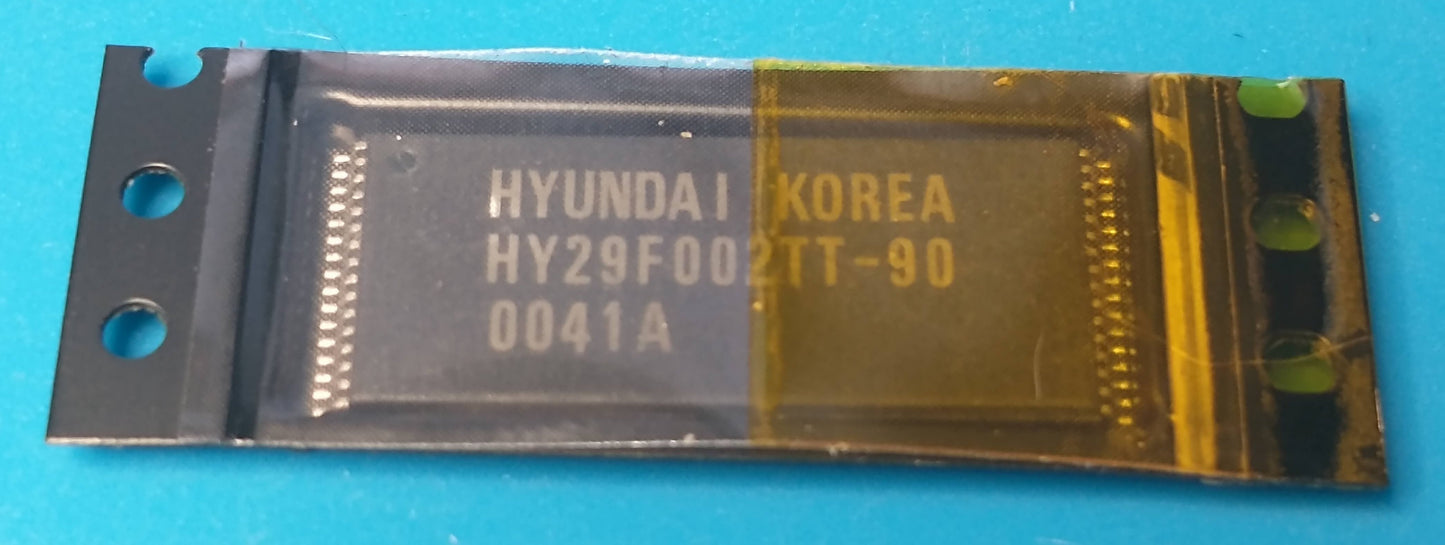 HYUNDAI KOREA
HY29F002TT-90
0041A